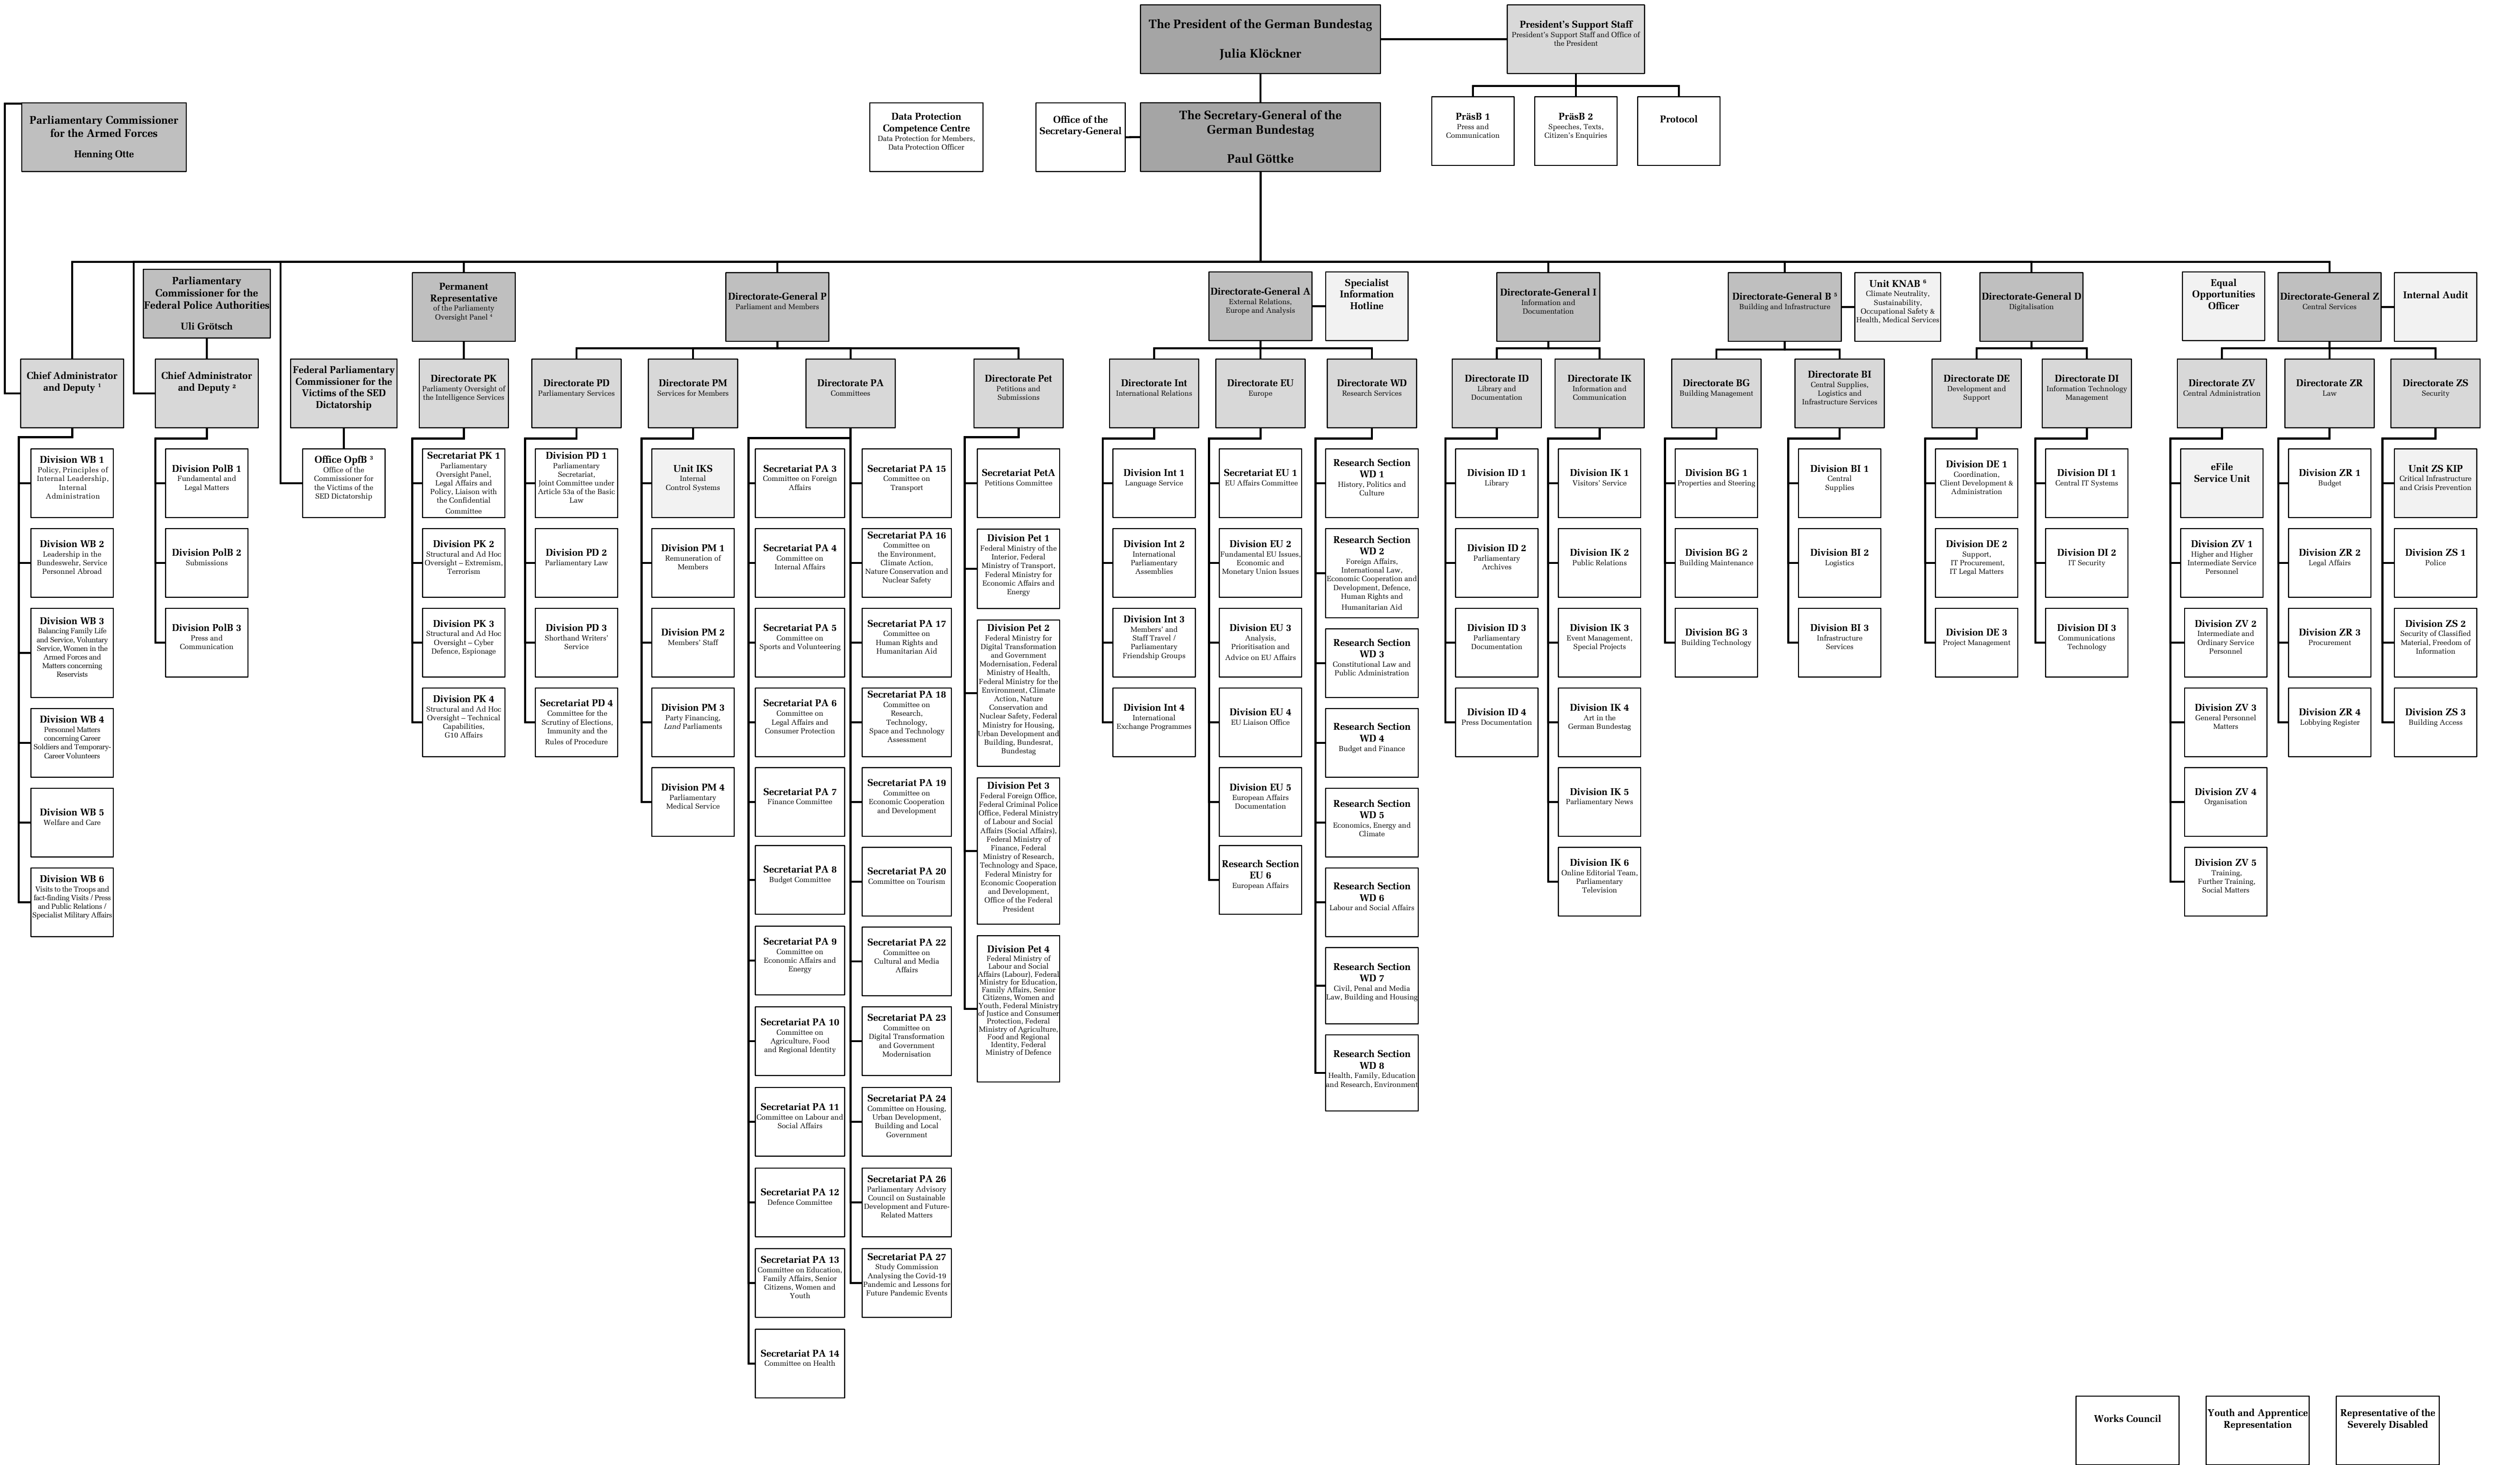 The President of the German Bundestag
Julia Klöckner
President's Support Staff
President's Support Staff and Office of
the President
Parliamentary Commissioner
for the Armed Forces
Henning Otte
Data Protection
Competence Centre
Data Protection for Members,
Data Protection Officer
Office of the
Secretary-General
The Secretary-General of the
German Bundestag
Paul Göttke
PräsB 1
Press and
Communication
PräsB 2
Speeches, Texts,
Citizen's Enquiries
Protocol
Parliamentary
Commissioner for the
Federal Police Authorities
Uli Grötsch
Permanent
Representative
of the Parliamenty
Oversight Panel ⁴
Directorate-General P
Parliament and Members
Directorate-General A
External Relations,
Europe and Analysis
Specialist
Information
Hotline
Directorate-General I
Information and
Documentation
Directorate-General B ⁵
Building and Infrastructure
Unit KNAB ⁶
Climate Neutrality,
Sustainability,
Occupational Safety &
Health, Medical Services
Directorate-General D
Digitalisation
Equal
Opportunities
Officer
Directorate-General Z
Central Services
Internal Audit
Chief Administrator
and Deputy ¹
Chief Administrator
and Deputy ²
Federal Parliamentary
Commissioner for the
Victims of the SED
Dictatorship
Directorate PK
Parliamenty Oversight of
the Intelligence Services
Directorate PD
Parliamentary Services
Directorate PM
Services for Members
Directorate PA
Committees
Directorate Pet
Petitions and
Submissions
Directorate Int
International Relations
Directorate EU
Europe
Directorate WD
Research Services
Directorate ID
Library and
Documentation
Directorate IK
Information and
Communication
Directorate BG
Building Management
Directorate BI
Central Supplies,
Logistics and
Infrastructure Services
Directorate DE
Development and
Support
Directorate DI
Information Technology
Management
Directorate ZV
Central Administration
Directorate ZR
Law
Directorate ZS
Security
Division WB 1
Policy, Principles of
Internal Leadership,
Internal
Administration
Division WB 2
Leadership in the
Bundeswehr, Service
Personnel Abroad
Division WB 3
Balancing Family Life
and Service, Voluntary
Service, Women in the
Armed Forces and
Matters concerning
Reservists
Division WB 4
Personnel Matters
concerning Career
Soldiers and Temporary-
Career Volunteers
Division WB 5
Welfare and Care
Division WB 6
Visits to the Troops and
fact-finding Visits / Press
and Public Relations /
Specialist Military Affairs
Division PolB 1
Fundamental and
Legal Matters
Division PolB 2
Submissions
Division PolB 3
Press and
Communication
Office OpfB ³
Office of the
Commissioner for
the Victims of the
SED Dictatorship
Secretariat PK 1
Parliamentary
Oversight Panel,
Legal Affairs and
Policy, Liaison with
the Confidential
Committee
Division PK 2
Structural and Ad Hoc
Oversight – Extremism,
Terrorism
Division PK 3
Structural and Ad Hoc
Oversight – Cyber
Defence, Espionage
Division PK 4
Structural and Ad Hoc
Oversight – Technical
Capabilities,
G10 Affairs
Division PD 1
Parliamentary
Secretariat,
Joint Committee under
Article 53a of the Basic
Law
Division PD 2
Parliamentary Law
Division PD 3
Shorthand Writers'
Service
Secretariat PD 4
Committee for the
Scrutiny of Elections,
Immunity and the
Rules of Procedure
Unit IKS
Internal
Control Systems
Division PM 1
Remuneration of
Members
Division PM 2
Members' Staff
Division PM 3
Party Financing,
Land Parliaments
Division PM 4
Parliamentary
Medical Service
Secretariat PA 3
Committee on Foreign
Affairs
Secretariat PA 4
Committee on
Internal Affairs
Secretariat PA 5
Committee on
Sports and Volunteering
Secretariat PA 6
Committee on
Legal Affairs and
Consumer Protection
Secretariat PA 7
Finance Committee
Secretariat PA 8
Budget Committee
Secretariat PA 9
Committee on
Economic Affairs and
Energy
Secretariat PA 10
Committee on
Agriculture, Food
and Regional Identity
Secretariat PA 11
Committee on Labour and
Social Affairs
Secretariat PA 12
Defence Committee
Secretariat PA 13
Committee on Education,
Family Affairs, Senior
Citizens, Women and
Youth
Secretariat PA 14
Committee on Health
Secretariat PA 15
Committee on
Transport
Secretariat PA 16
Committee on
the Environment,
Climate Action,
Nature Conservation and
Nuclear Safety
Secretariat PA 17
Committee on
Human Rights and
Humanitarian Aid
Secretariat PA 18
Committee on
Research,
Technology,
Space and Technology
Assessment
Secretariat PA 19
Committee on
Economic Cooperation
and Development
Secretariat PA 20
Committee on Tourism
Secretariat PA 22
Committee on
Cultural and Media
Affairs
Secretariat PA 23
Committee on
Digital Transformation
and Government
Modernisation
Secretariat PA 24
Committee on Housing,
Urban Development,
Building and Local
Government
Secretariat PA 26
Parliamentary Advisory
Council on Sustainable
Development and Future-
Related Matters
Secretariat PA 27
Study Commission
Analysing the Covid-19
Pandemic and Lessons for
Future Pandemic Events
Secretariat PetA
Petitions Committee
Division Pet 1
Federal Ministry of the
Interior, Federal
Ministry of Transport,
Federal Ministry for
Economic Affairs and
Energy
Division Pet 2
Federal Ministry for
Digital Transformation
and Government
Modernisation, Federal
Ministry of Health,
Federal Ministry for the
Environment, Climate
Action, Nature
Conservation and
Nuclear Safety, Federal
Ministry for Housing,
Urban Development and
Building, Bundesrat,
Bundestag
Division Pet 3
Federal Foreign Office,
Federal Criminal Police
Office, Federal Ministry
of Labour and Social
Affairs (Social Affairs),
Federal Ministry of
Finance, Federal
Ministry of Research,
Technology and Space,
Federal Ministry for
Economic Cooperation
and Development,
Office of the Federal
President
Division Pet 4
Federal Ministry of
Labour and Social
Affairs (Labour), Federal
Ministry for Education,
Family Affairs, Senior
Citizens, Women and
Youth, Federal Ministry
of Justice and Consumer
Protection, Federal
Ministry of Agriculture,
Food and Regional
Identity, Federal
Ministry of Defence
Division Int 1
Language Service
Division Int 2
International
Parliamentary
Assemblies
Division Int 3
Members' and
Staff Travel /
Parliamentary
Friendship Groups
Division Int 4
International
Exchange Programmes
Secretariat EU 1
EU Affairs Committee
Division EU 2
Fundamental EU Issues,
Economic and
Monetary Union Issues
Division EU 3
Analysis,
Prioritisation and
Advice on EU Affairs
Division EU 4
EU Liaison Office
Division EU 5
European Affairs
Documentation
Research Section
EU 6
European Affairs
Research Section
WD 1
History, Politics and
Culture
Research Section
WD 2
Foreign Affairs,
International Law,
Economic Cooperation and
Development, Defence,
Human Rights and
Humanitarian Aid
Research Section
WD 3
Constitutional Law and
Public Administration
Research Section
WD 4
Budget and Finance
Research Section
WD 5
Economics, Energy and
Climate
Research Section
WD 6
Labour and Social Affairs
Research Section
WD 7
Civil, Penal and Media
Law, Building and Housing
Research Section
WD 8
Health, Family, Education
and Research, Environment
Division ID 1
Library
Division ID 2
Parliamentary
Archives
Division ID 3
Parliamentary
Documentation
Division ID 4
Press Documentation
Division IK 1
Visitors' Service
Division IK 2
Public Relations
Division IK 3
Event Management,
Special Projects
Division IK 4
Art in the
German Bundestag
Division IK 5
Parliamentary News
Division IK 6
Online Editorial Team,
Parliamentary
Television
Division BG 1
Properties and Steering
Division BG 2
Building Maintenance
Division BG 3
Building Technology
Division BI 1
Central
Supplies
Division BI 2
Logistics
Division BI 3
Infrastructure
Services
Division DE 1
Coordination,
Client Development &
Administration
Division DE 2
Support,
IT Procurement,
IT Legal Matters
Division DE 3
Project Management
Division DI 1
Central IT Systems
Division DI 2
IT Security
Division DI 3
Communications
Technology
eFile
Service Unit
Division ZV 1
Higher and Higher
Intermediate Service
Personnel
Division ZV 2
Intermediate and
Ordinary Service
Personnel
Division ZV 3
General Personnel
Matters
Division ZV 4
Organisation
Division ZV 5
Training,
Further Training,
Social Matters
Division ZR 1
Budget
Division ZR 2
Legal Affairs
Division ZR 3
Procurement
Division ZR 4
Lobbying Register
Unit ZS KIP
Critical Infrastructure
and Crisis Prevention
Division ZS 1
Police
Division ZS 2
Security of Classified
Material, Freedom of
Information
Division ZS 3
Building Access
Works Council
Youth and Apprentice
Representation
Representative of the
Severely Disabled